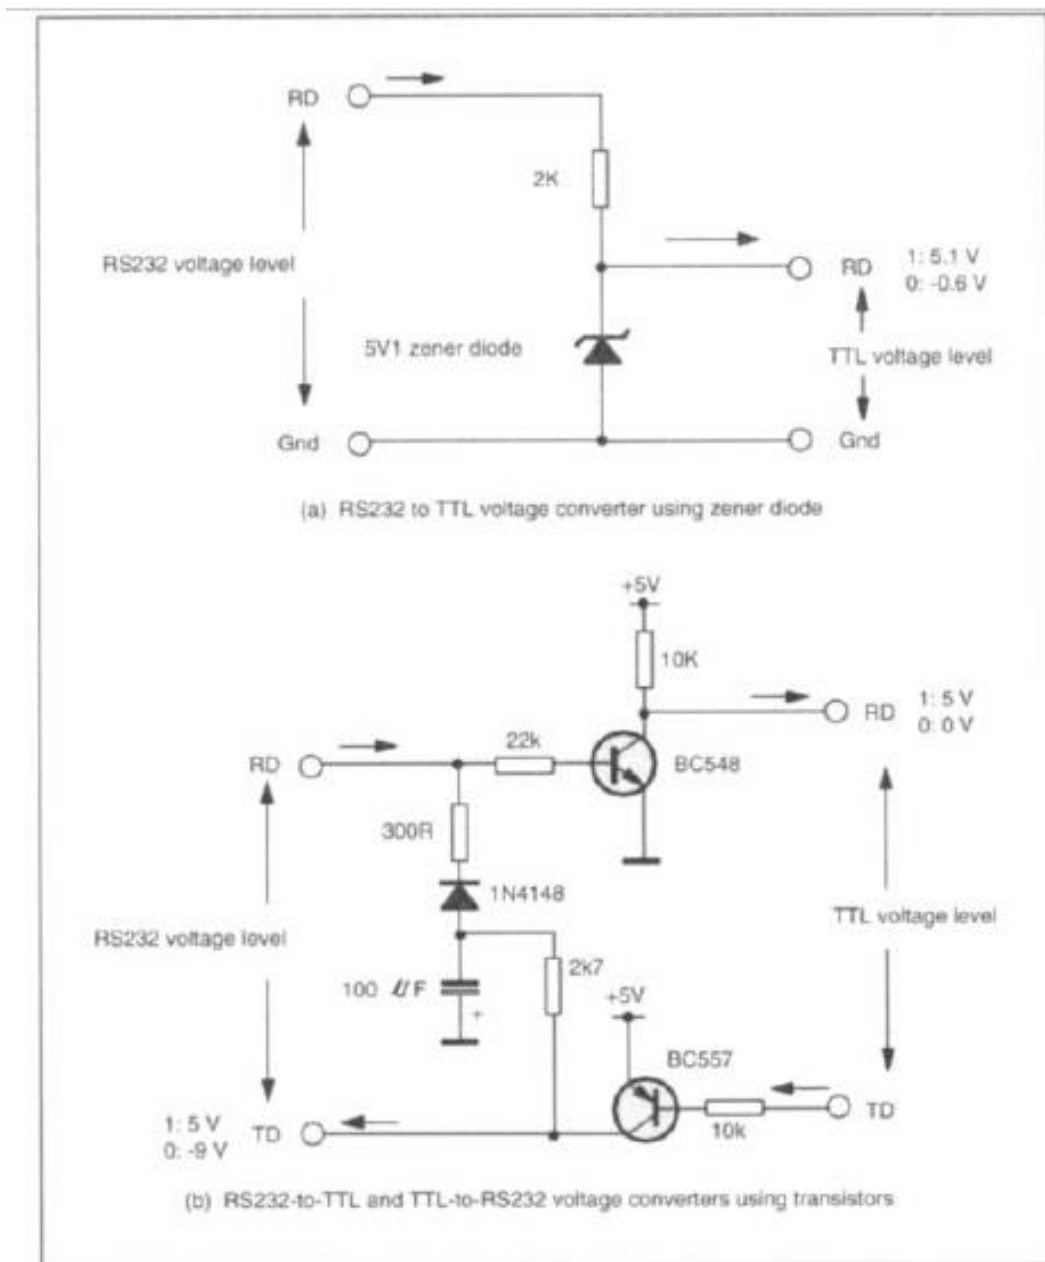 RD
2K
RS232 voltage level
RD
1: 5.1 V
0: -0.6 V
5V1 zener diode
TTL voltage level
Gnd
Gnd
(a) RS232 to TTL voltage converter using zener diode
+5V
10K
RD
1: 5 V
0: 0 V
22k
RD
BC548
300R
1N4148
TTL voltage level
RS232 voltage level
2k7
100 µF
+
+5V
BC557
1: 5 V
0: -9 V
TD
10k
TD
(b) RS232-to-TTL and TTL-to-RS232 voltage converters using transistors